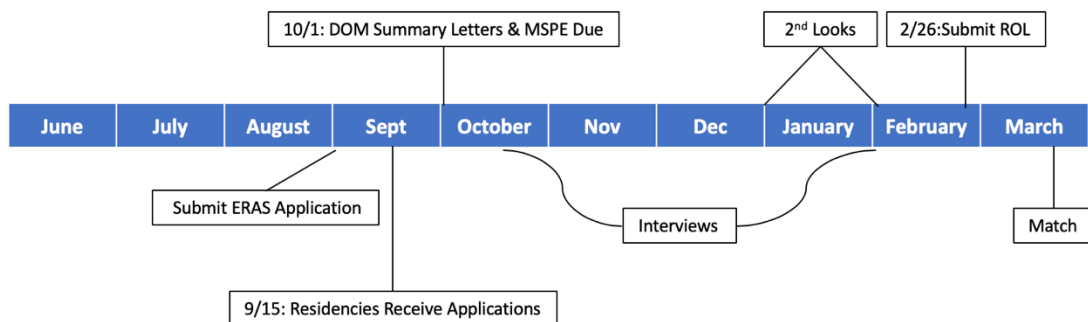 10/1: DOM Summary Letters & MSPE Due
2nd Looks
2/26:Submit ROL
June
July
August
Sept
October
Nov
Dec
January
February
March
Submit ERAS Application
Interviews
Match
9/15: Residencies Receive Applications